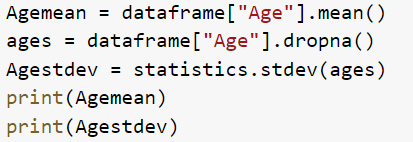 Agemean = dataframe["Age"].mean()
ages = dataframe["Age"].dropna()
Agestdev = statistics.stdev(ages)
print(Agemean)
print(Agestdev)